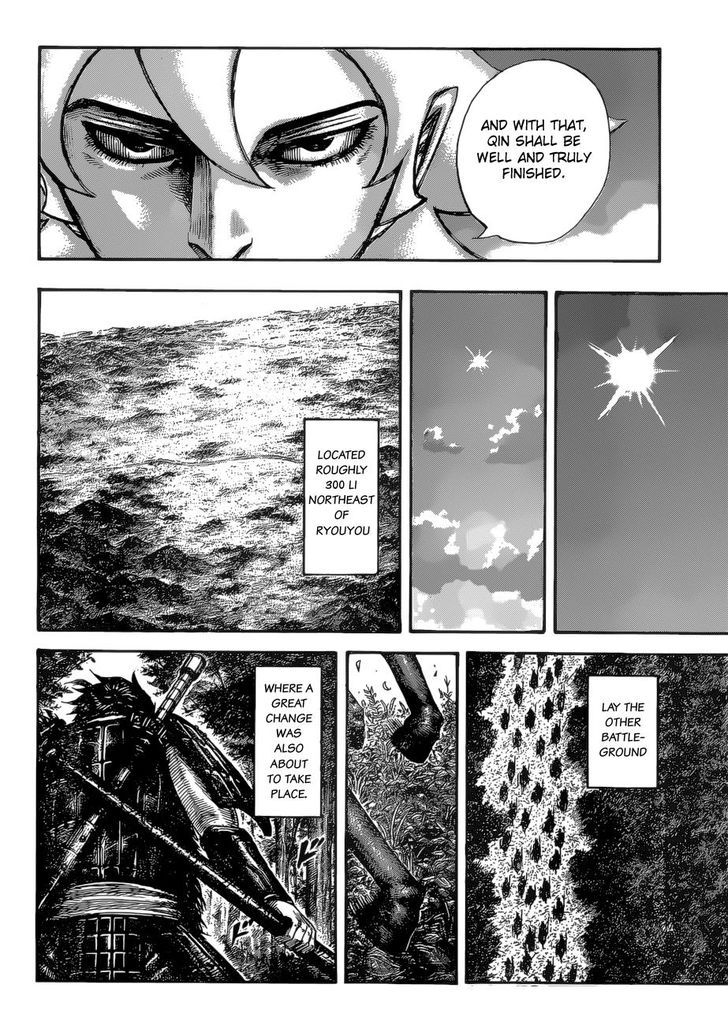 AND WITH THAT,
QIN SHALL BE
WELL AND TRULY
FINISHED.
LOCATED
ROUGHLY
300 LI
NORTHEAST
OF
RYOUYOU
LAY THE
OTHER
BATTLE-
GROUND
WHERE A
GREAT
CHANGE
WAS
ALSO
ABOUT
TO TAKE
PLACE.